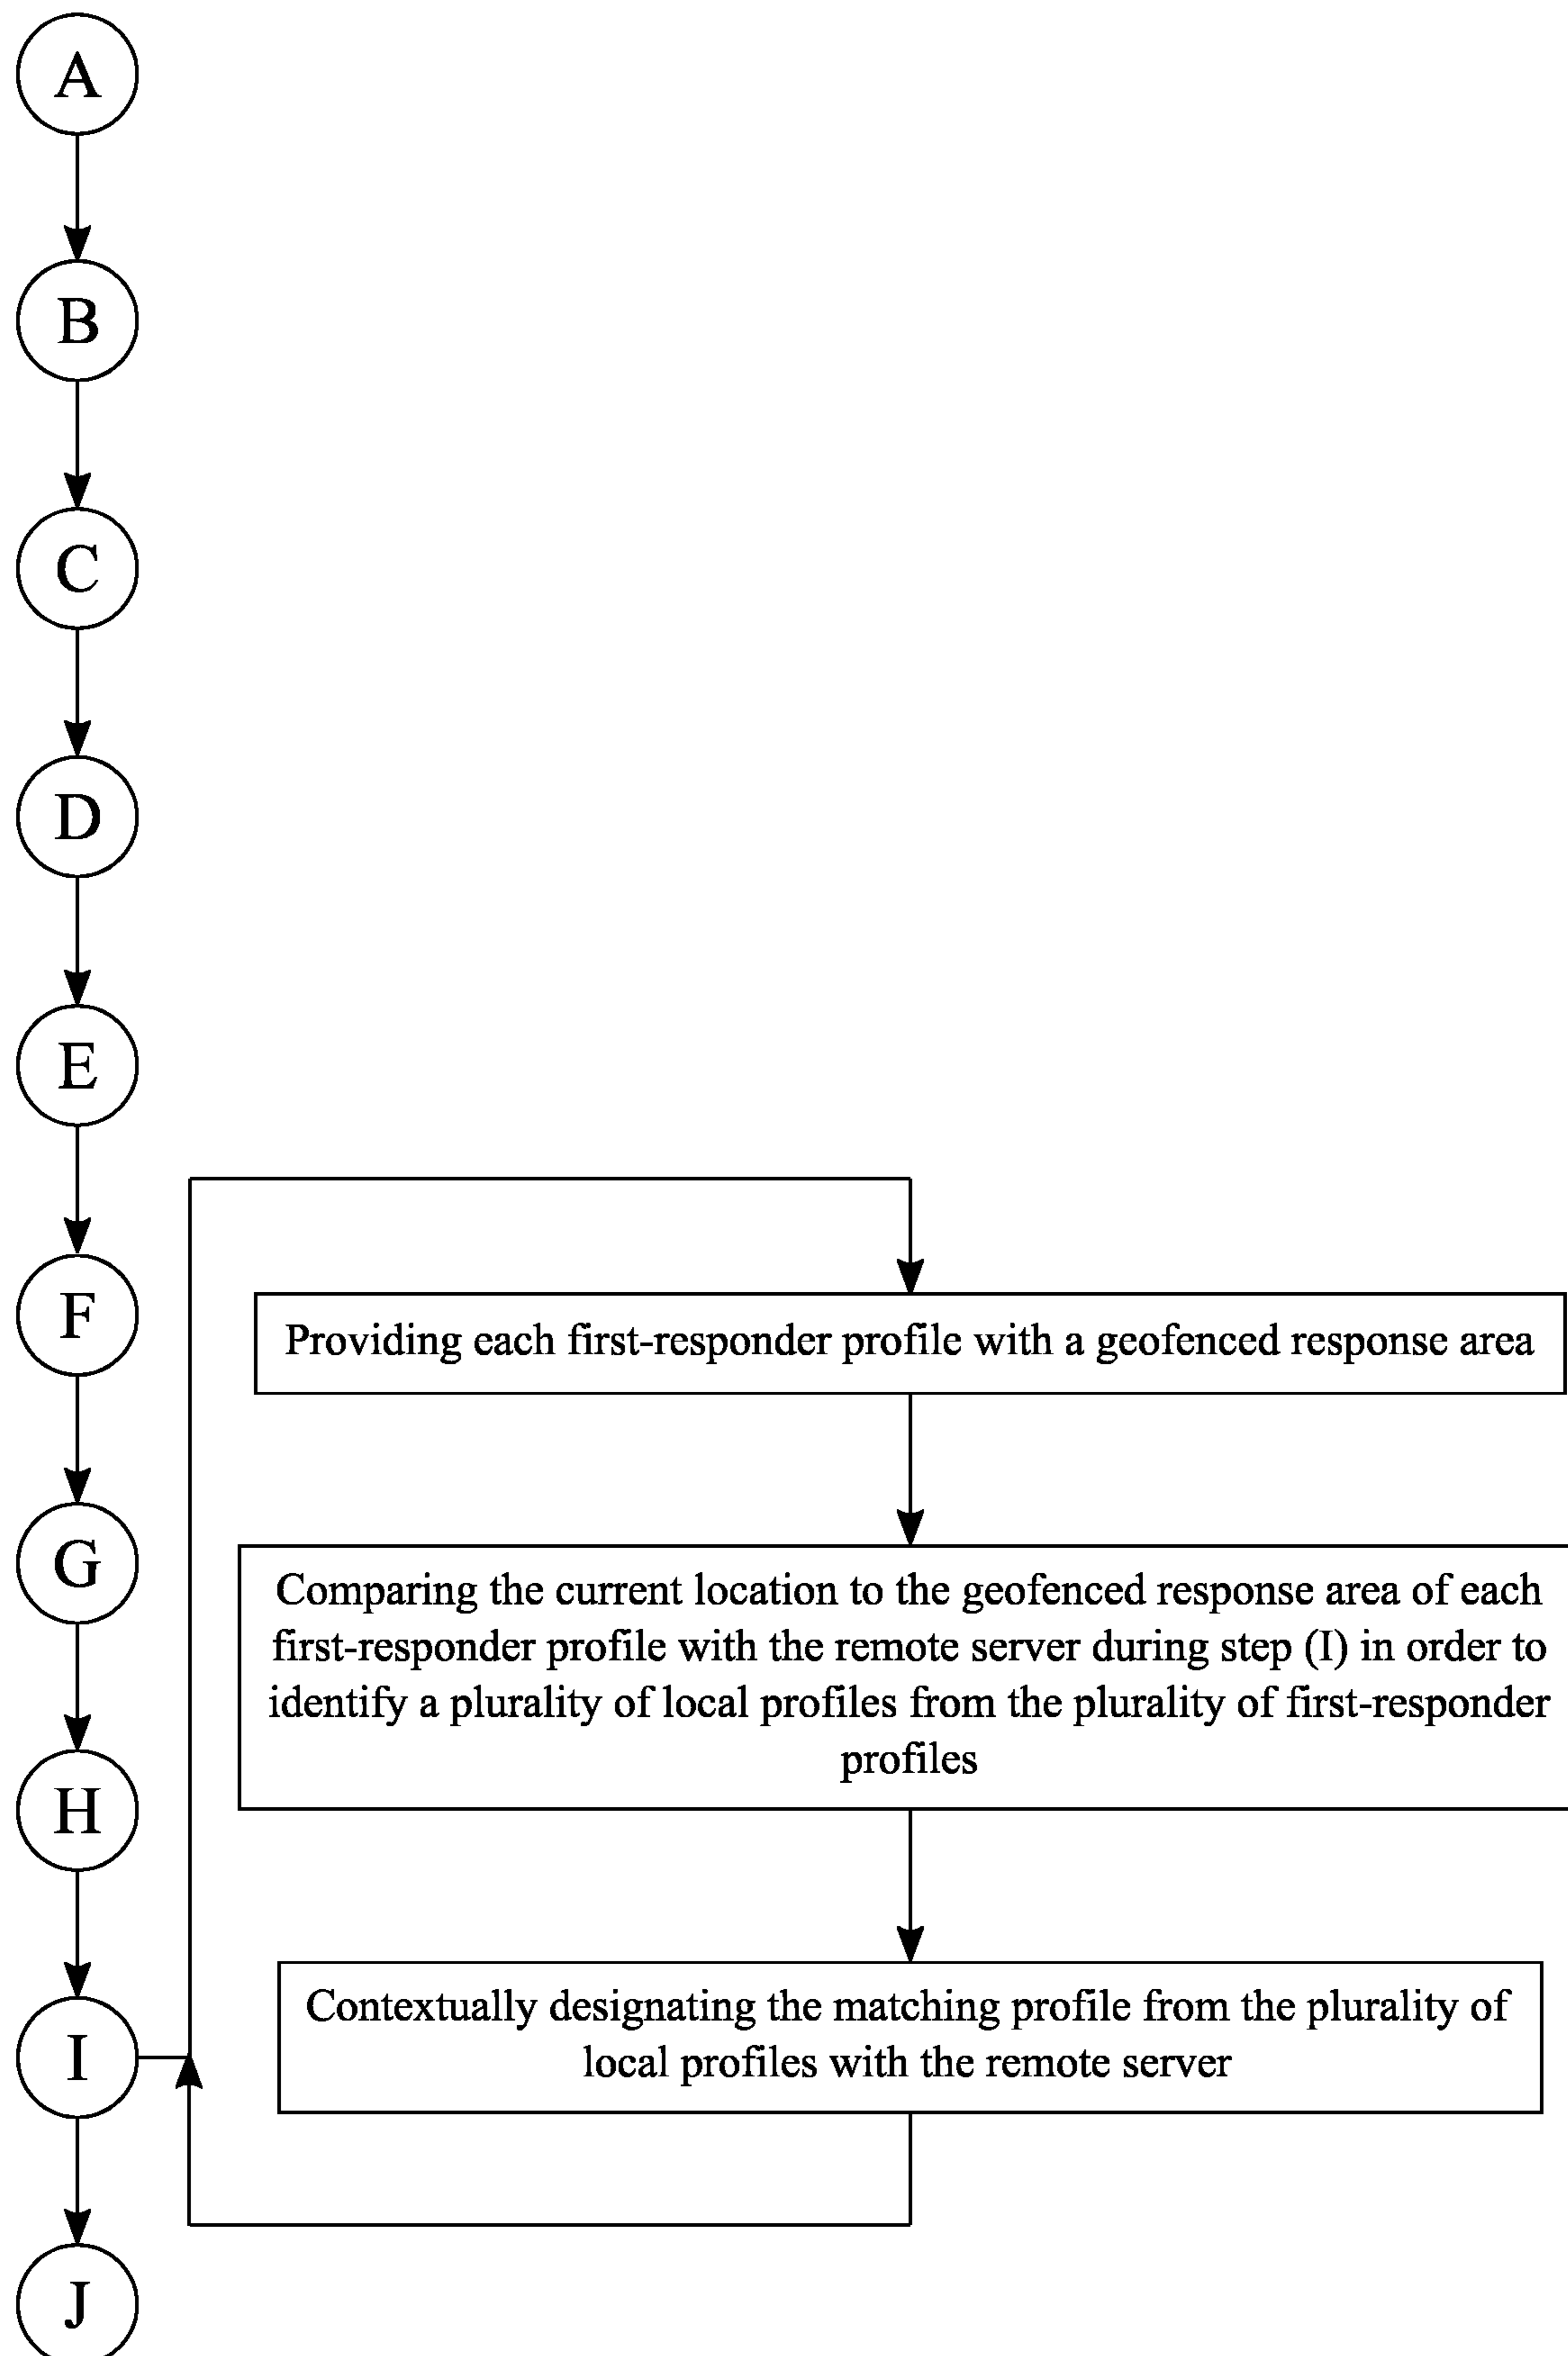 A
B
C
D
E
F
Providing each first-responder profile with a geofenced response area
G
Comparing the current location to the geofenced response area of each
first-responder profile with the remote server during step (I) in order to
identify a plurality of local profiles from the plurality of first-responder
profiles
H
I
Contextually designating the matching profile from the plurality of
local profiles with the remote server
J